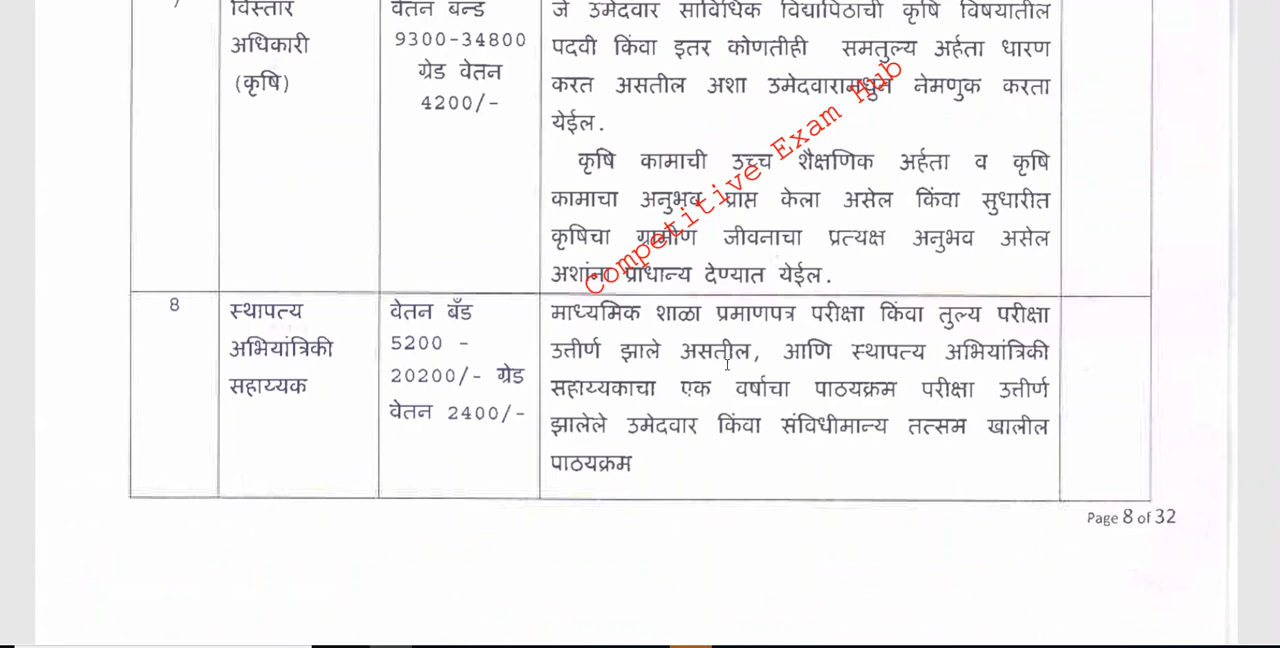 7
विस्तार
अधिकारी
(कृषि)
वेतन बॅन्ड
9300-34800
ग्रेड वेतन
4200/-
जे उमेदवार सांविधिक विद्यापिठाची कृषि विषयातील
पदवी किंवा इतर कोणतीही समतुल्य अर्हता धारण
करत असतील अशा उमेदवारामधुन नेमणुक करता
येईल.
कृषि कामाची उच्च शैक्षणिक अर्हता व कृषि
कामाचा अनुभव प्राप्त केला असेल किंवा सुधारीत
कृषिचा ग्रामीण जीवनाचा प्रत्यक्ष अनुभव असेल
अशांना प्राधान्य देण्यात येईल.
Competitive Exam Hub
8
स्थापत्य
अभियांत्रिकी
सहाय्यक
वेतन बँड
5200 -
20200/- ग्रेड
वेतन 2400/-
माध्यमिक शाळा प्रमाणपत्र परीक्षा किंवा तुल्य परीक्षा
उत्तीर्ण झाले असतील, आणि स्थापत्य अभियांत्रिकी
सहाय्यकाचा एक वर्षाचा पाठयक्रम परीक्षा उत्तीर्ण
झालेले उमेदवार किंवा संविधीमान्य तत्सम खालील
पाठयक्रम
Page 8 of 32